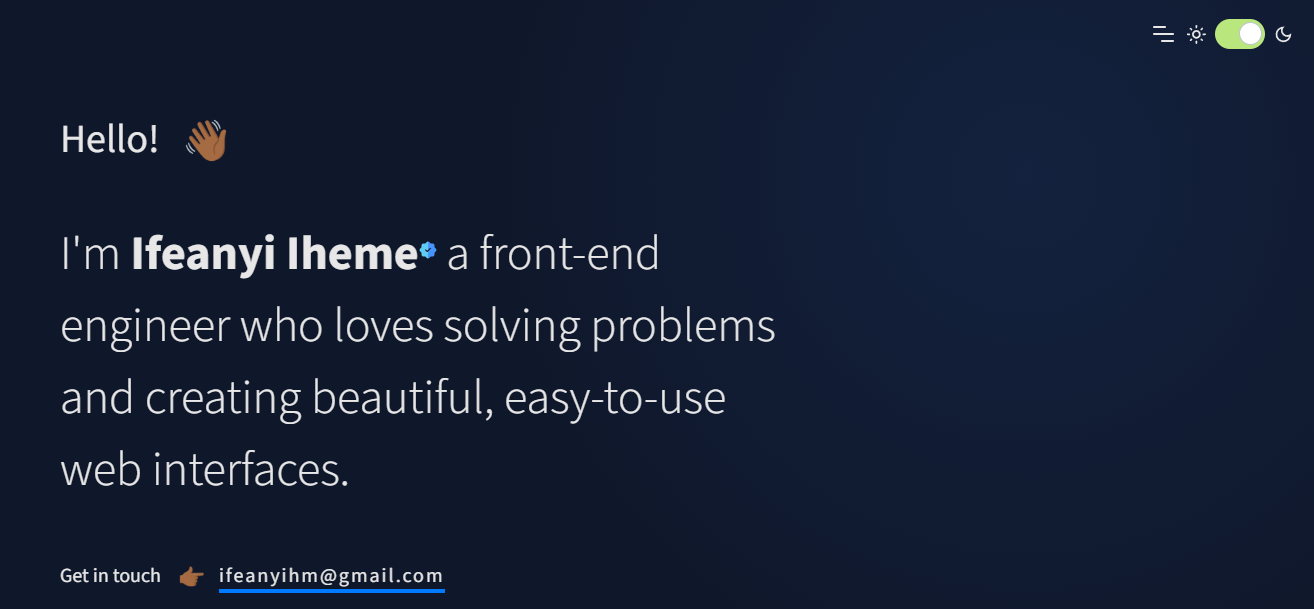 Hello!
I'm Ifeanyi Iheme a front-end
engineer who loves solving problems
and creating beautiful, easy-to-use
web interfaces.
Get in touch ifeanyihm@gmail.com